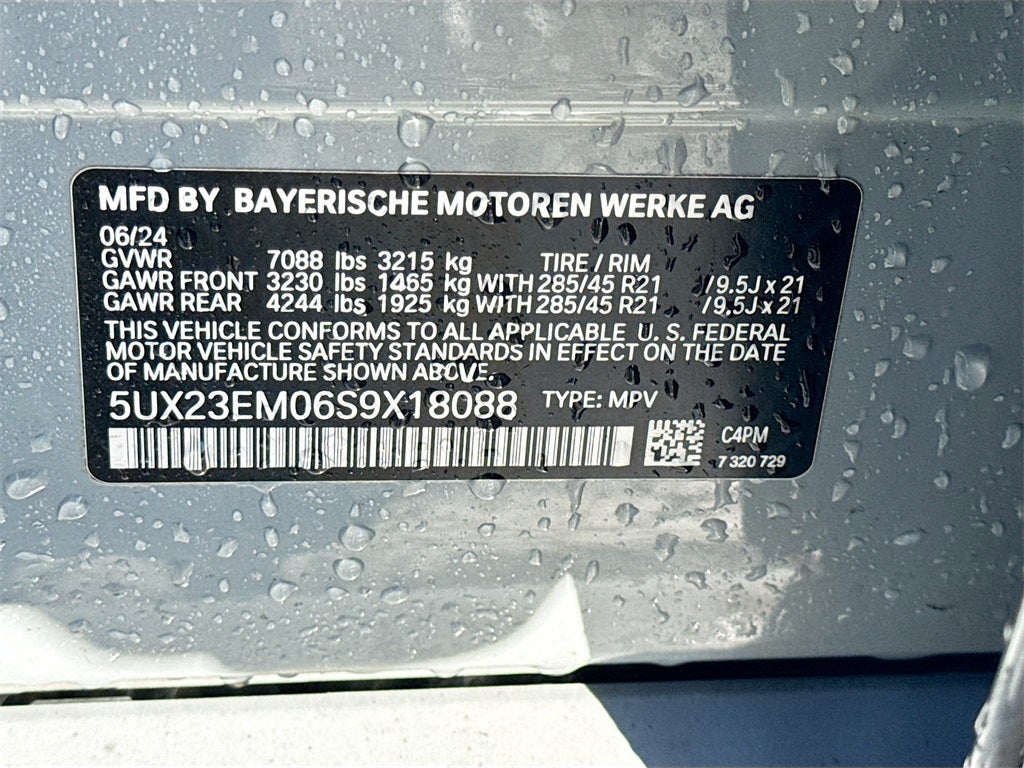 MFD BY BAYERISCHE MOTOREN WERKE AG
06/24
GVWR 7088 lbs 3215 kg TIRE / RIM
GAWR FRONT 3230 lbs 1465 kg WITH 285/45 R21 /9.5J x 21
GAWR REAR 4244 lbs 1925 kg WITH 285/45 R21 /9.5J x 21
THIS VEHICLE CONFORMS TO ALL APPLICABLE U. S. FEDERAL
MOTOR VEHICLE SAFETY STANDARDS IN EFFECT ON THE DATE
OF MANUFACTURE SHOWN ABOVE.
5UX23EM06S9X18088 TYPE: MPV
C4PM
7 320 729